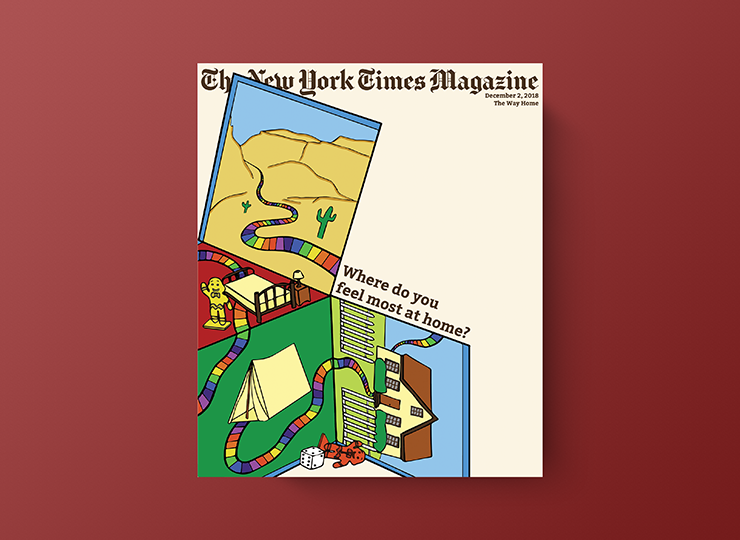 The New York Times Magazine
December 2, 2018
The Way Home
Where do you
feel most at home?